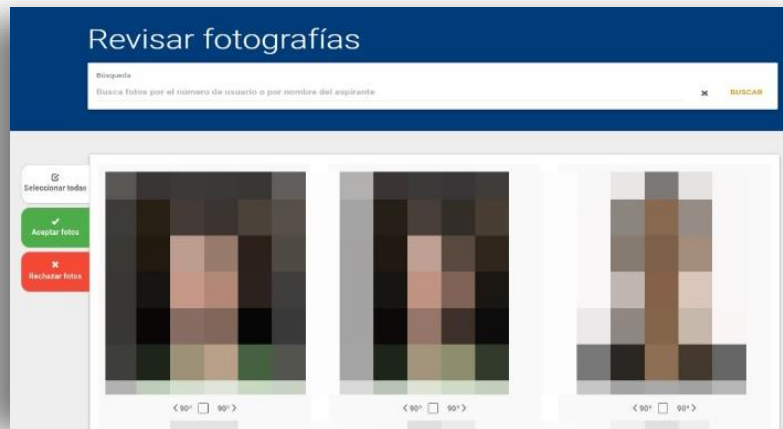 Revisar fotografías
Búsqueda
Busca fotos por el número de usuario o por nombre del aspirante
BUSCAR
Seleccionar todas
Aceptar fotos
Rechazar fotos
90° 90°
90° 90°
90° 90°